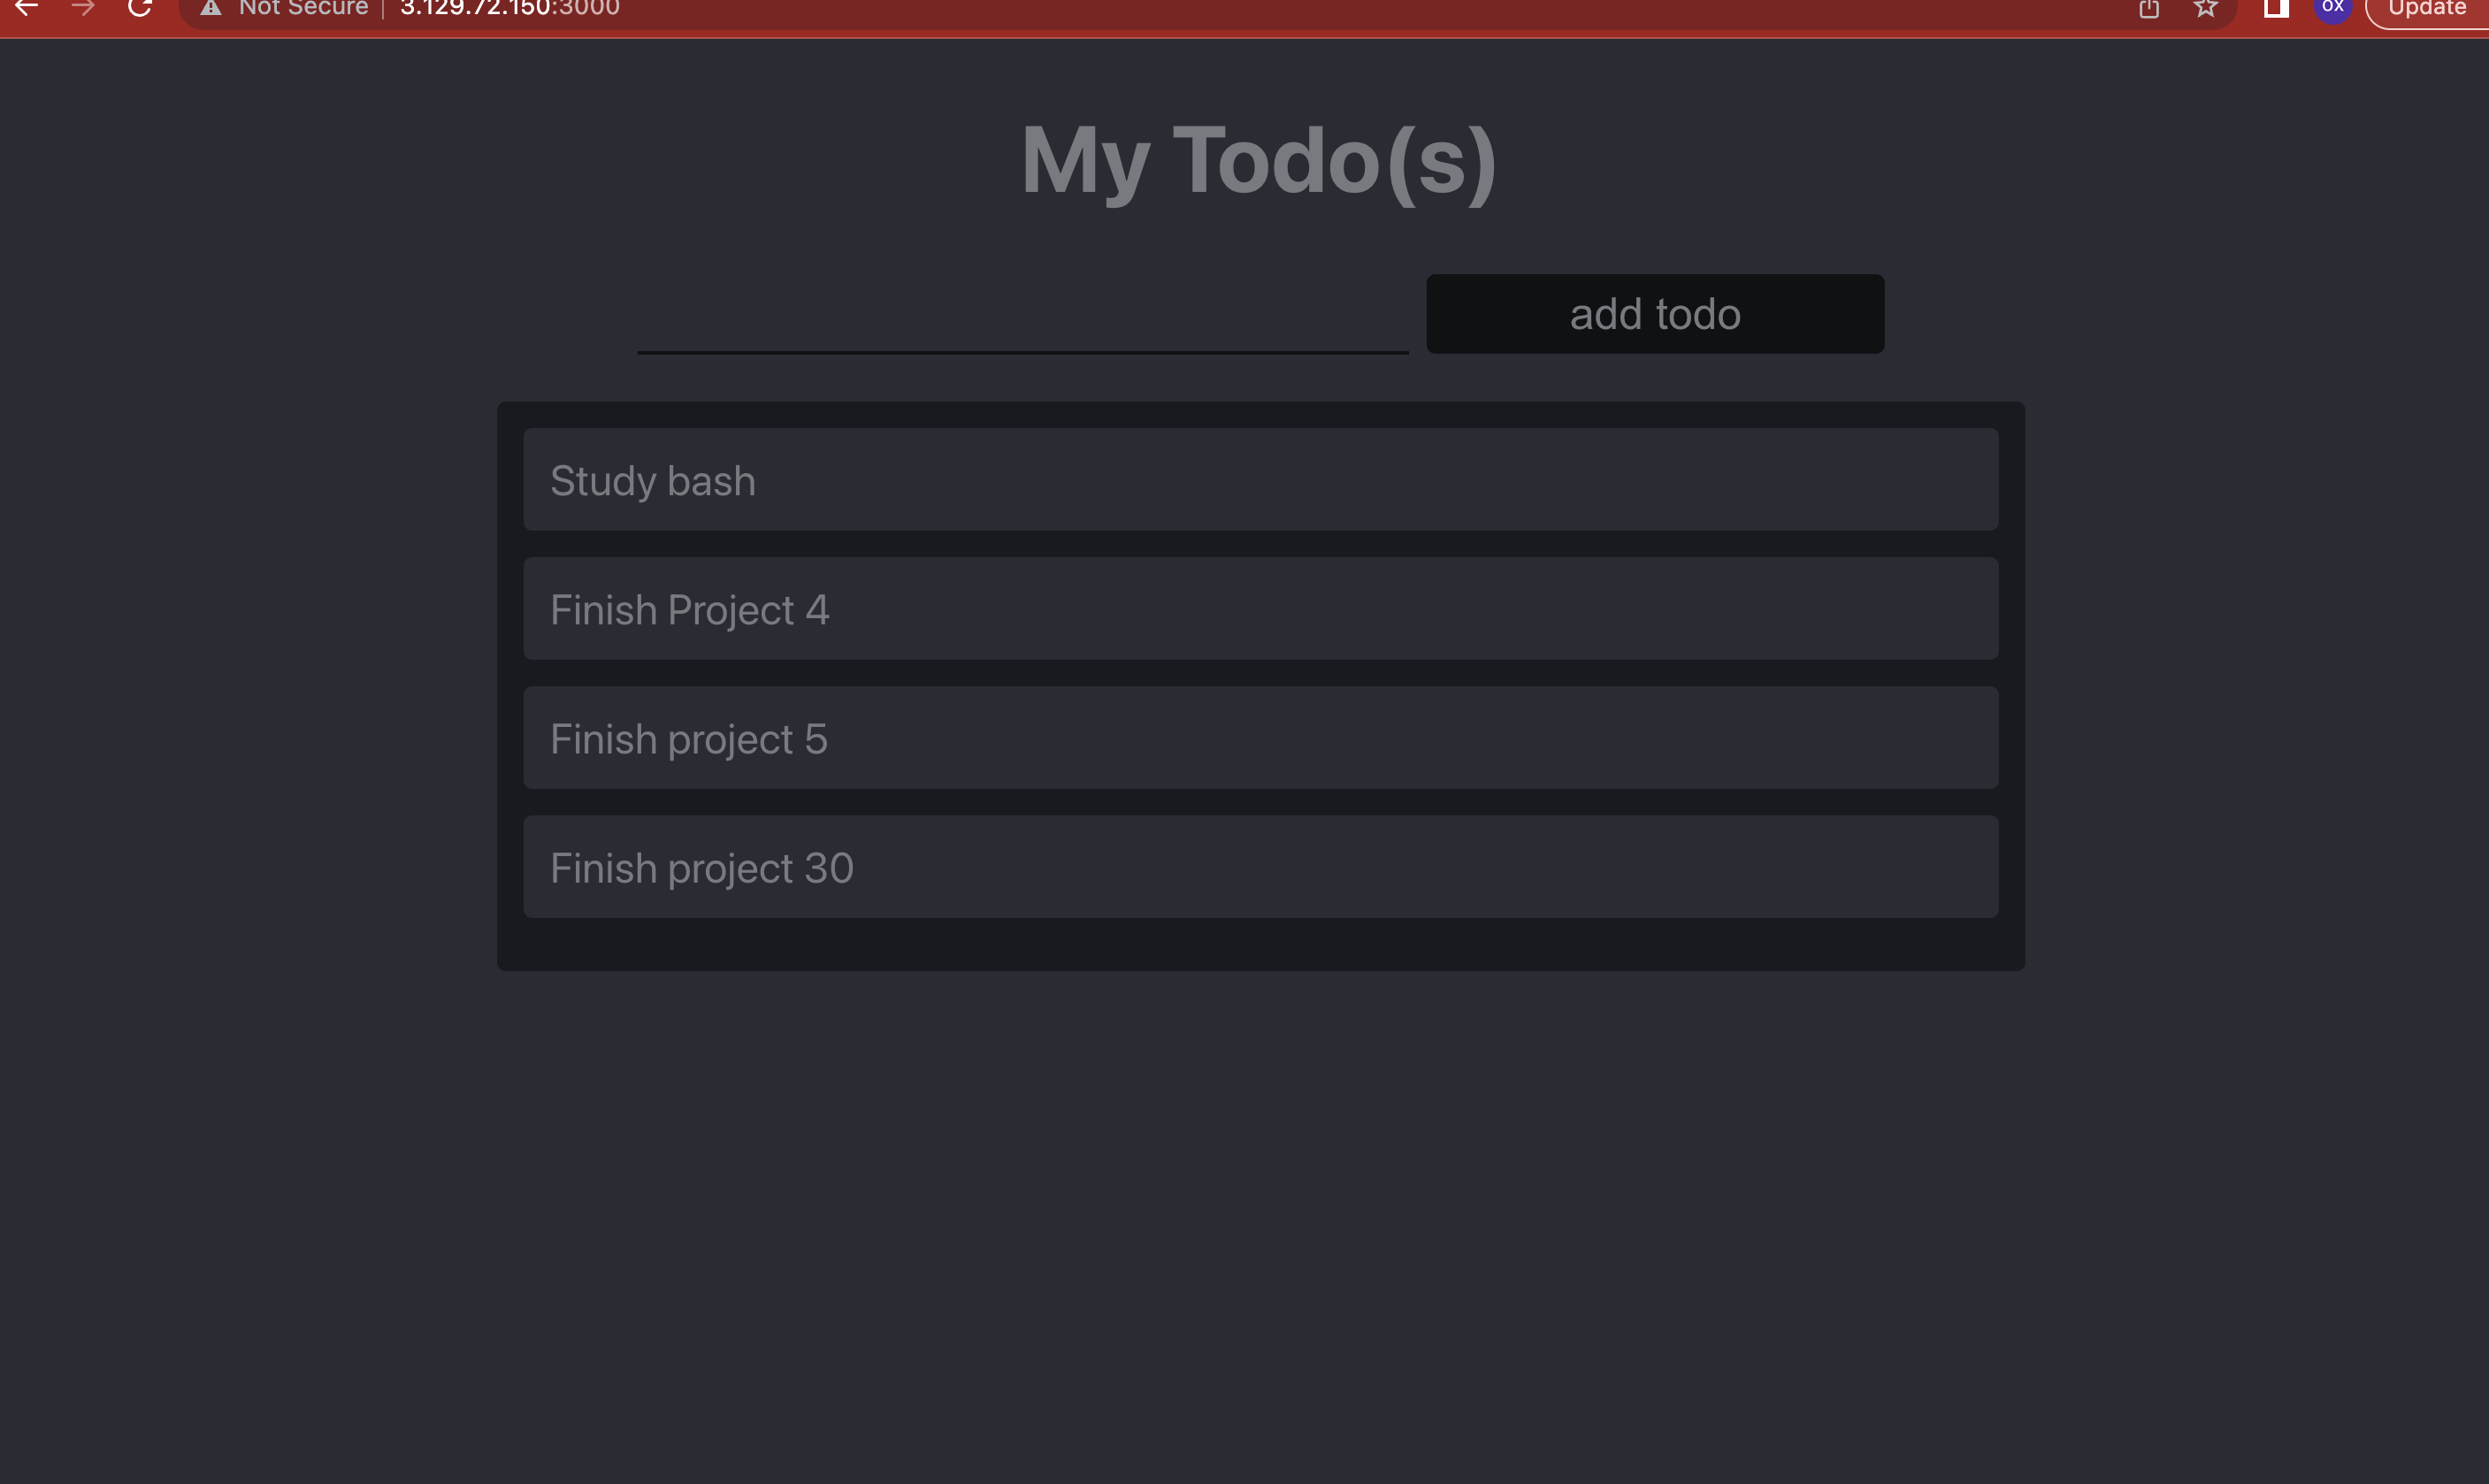 Not Secure | 3.129.72.150:3000
OX
Update
My Todo(s)
add todo
Study bash
Finish Project 4
Finish project 5
Finish project 30